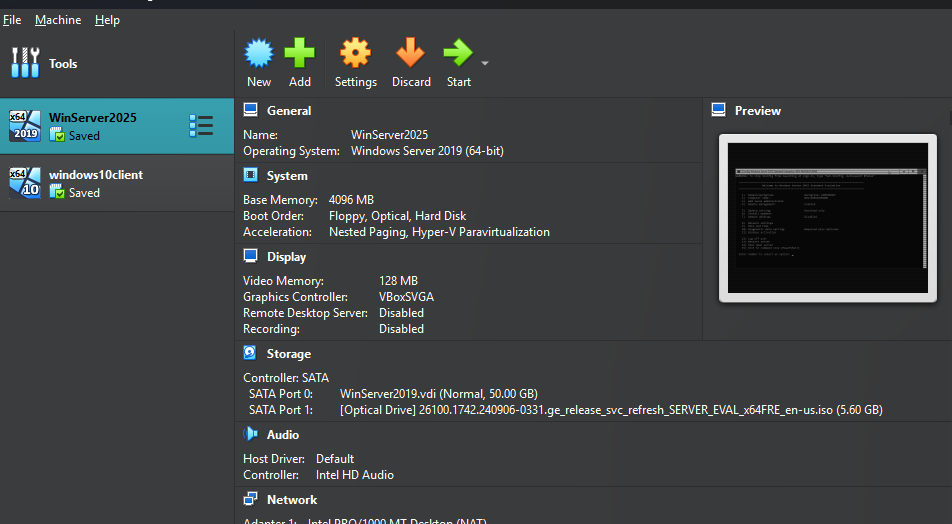 File Machine Help
Tools
New Add Settings Discard Start
x64 2019 WinServer2025
Saved
x64 10 windows10client
Saved
General
Name: WinServer2025
Operating System: Windows Server 2019 (64-bit)
System
Base Memory: 4096 MB
Boot Order: Floppy, Optical, Hard Disk
Acceleration: Nested Paging, Hyper-V Paravirtualization
Display
Video Memory: 128 MB
Graphics Controller: VBoxSVGA
Remote Desktop Server: Disabled
Recording: Disabled
Preview
Storage
Controller: SATA
SATA Port 0: WinServer2019.vdi (Normal, 50.00 GB)
SATA Port 1: [Optical Drive] 26100.1742.240906-0331.ge_release_svc_refresh_SERVER_EVAL_x64FRE_en-us.iso (5.60 GB)
Audio
Host Driver: Default
Controller: Intel HD Audio
Network
Adapter 1: Intel PRO/1000 MT Desktop (NAT)